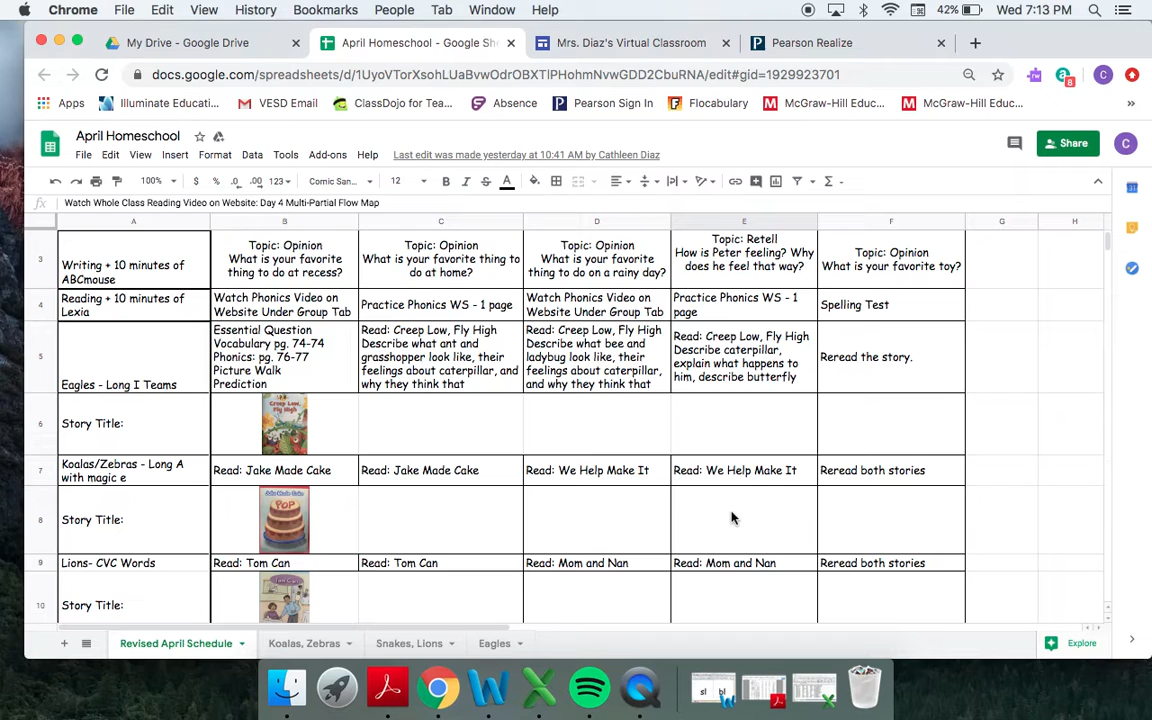 Chrome File Edit View History Bookmarks People Tab Window Help 42% Wed 7:13 PM
My Drive - Google Drive April Homeschool - Google She Mrs. Diaz's Virtual Classroom Pearson Realize
docs.google.com/spreadsheets/d/1UyoVTorXsohLUaBvwOdrOBXTlPHohmNvwGDD2CbuRNA/edit#gid=1929923701
8
C
Apps Illuminate Educati... VESD Email ClassDojo for Tea... Absence Pearson Sign In Flocabulary McGraw-Hill Educ... McGraw-Hill Educ...
April Homeschool
File Edit View Insert Format Data Tools Add-ons Help Last edit was made yesterday at 10:41 AM by Cathleen Diaz
Share
C
100% $ % .0 .00 123 Comic San... 12 B I S A
fx Watch Whole Class Reading Video on Website: Day 4 Multi-Partial Flow Map
A B C D E F G H
3
Writing + 10 minutes of
ABCmouse
Topic: Opinion
What is your favorite
thing to do at recess?
Topic: Opinion
What is your favorite thing to
do at home?
Topic: Opinion
What is your favorite
thing to do on a rainy day?
Topic: Retell
How is Peter feeling? Why
does he feel that way?
Topic: Opinion
What is your favorite toy?
4
Reading + 10 minutes of
Lexia
Watch Phonics Video on
Website Under Group Tab
Practice Phonics WS - 1 page
Watch Phonics Video on
Website Under Group Tab
Practice Phonics WS - 1
page
Spelling Test
5
Eagles - Long I Teams
Essential Question
Vocabulary pg. 74-74
Phonics: pg. 76-77
Picture Walk
Prediction
Read: Creep Low, Fly High
Describe what ant and
grasshopper look like, their
feelings about caterpillar, and
why they think that
Read: Creep Low, Fly High
Describe what bee and
ladybug look like, their
feelings about caterpillar,
and why they think that
Read: Creep Low, Fly High
Describe caterpillar,
explain what happens to
him, describe butterfly
Reread the story.
6
Story Title:
Creep Low,
Fly High
7
Koalas/Zebras - Long A
with magic e
Read: Jake Made Cake
Read: Jake Made Cake
Read: We Help Make It
Read: We Help Make It
Reread both stories
8
Story Title:
Jake Made Cake
POP
9
Lions- CVC Words
Read: Tom Can
Read: Tom Can
Read: Mom and Nan
Read: Mom and Nan
Reread both stories
10
Story Title:
Tom Can
Revised April Schedule Koalas, Zebras Snakes, Lions Eagles Explore
sl bl